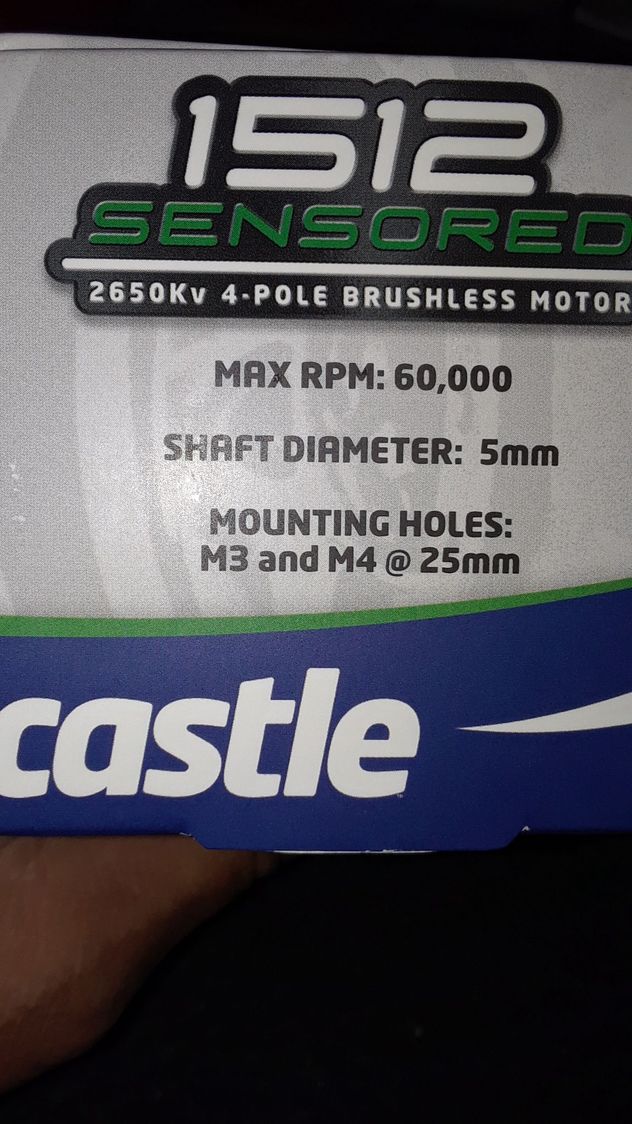 1512
SENSORED
2650Kv 4-POLE BRUSHLESS MOTOR
MAX RPM: 60,000
SHAFT DIAMETER: 5mm
MOUNTING HOLES:
M3 and M4 @ 25mm
castle